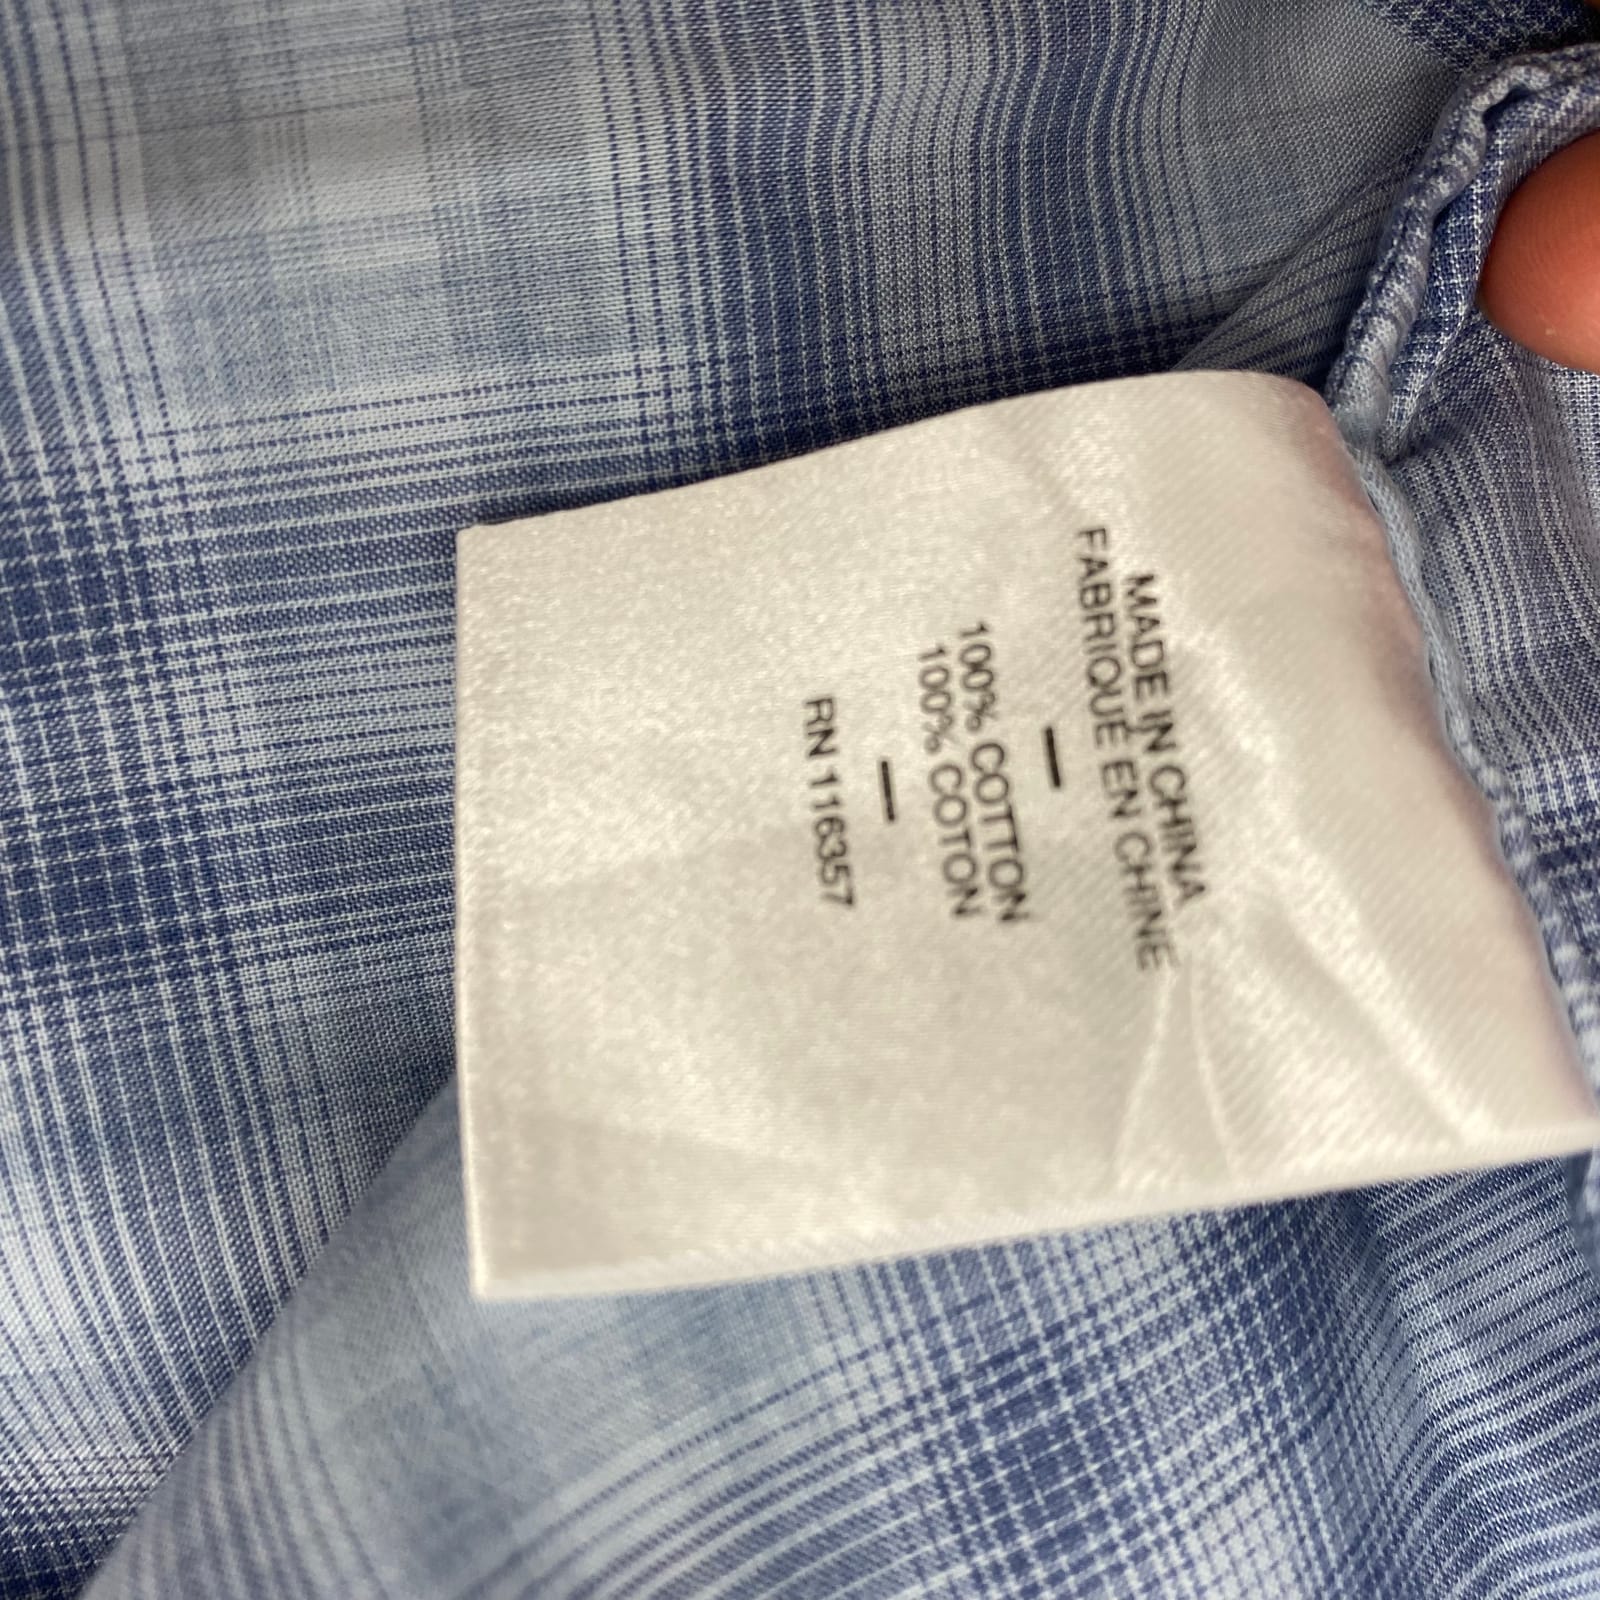 MADE IN CHINA
FABRIQUÉ EN CHINE
—
100% COTTON
100% COTON
—
RN 116357